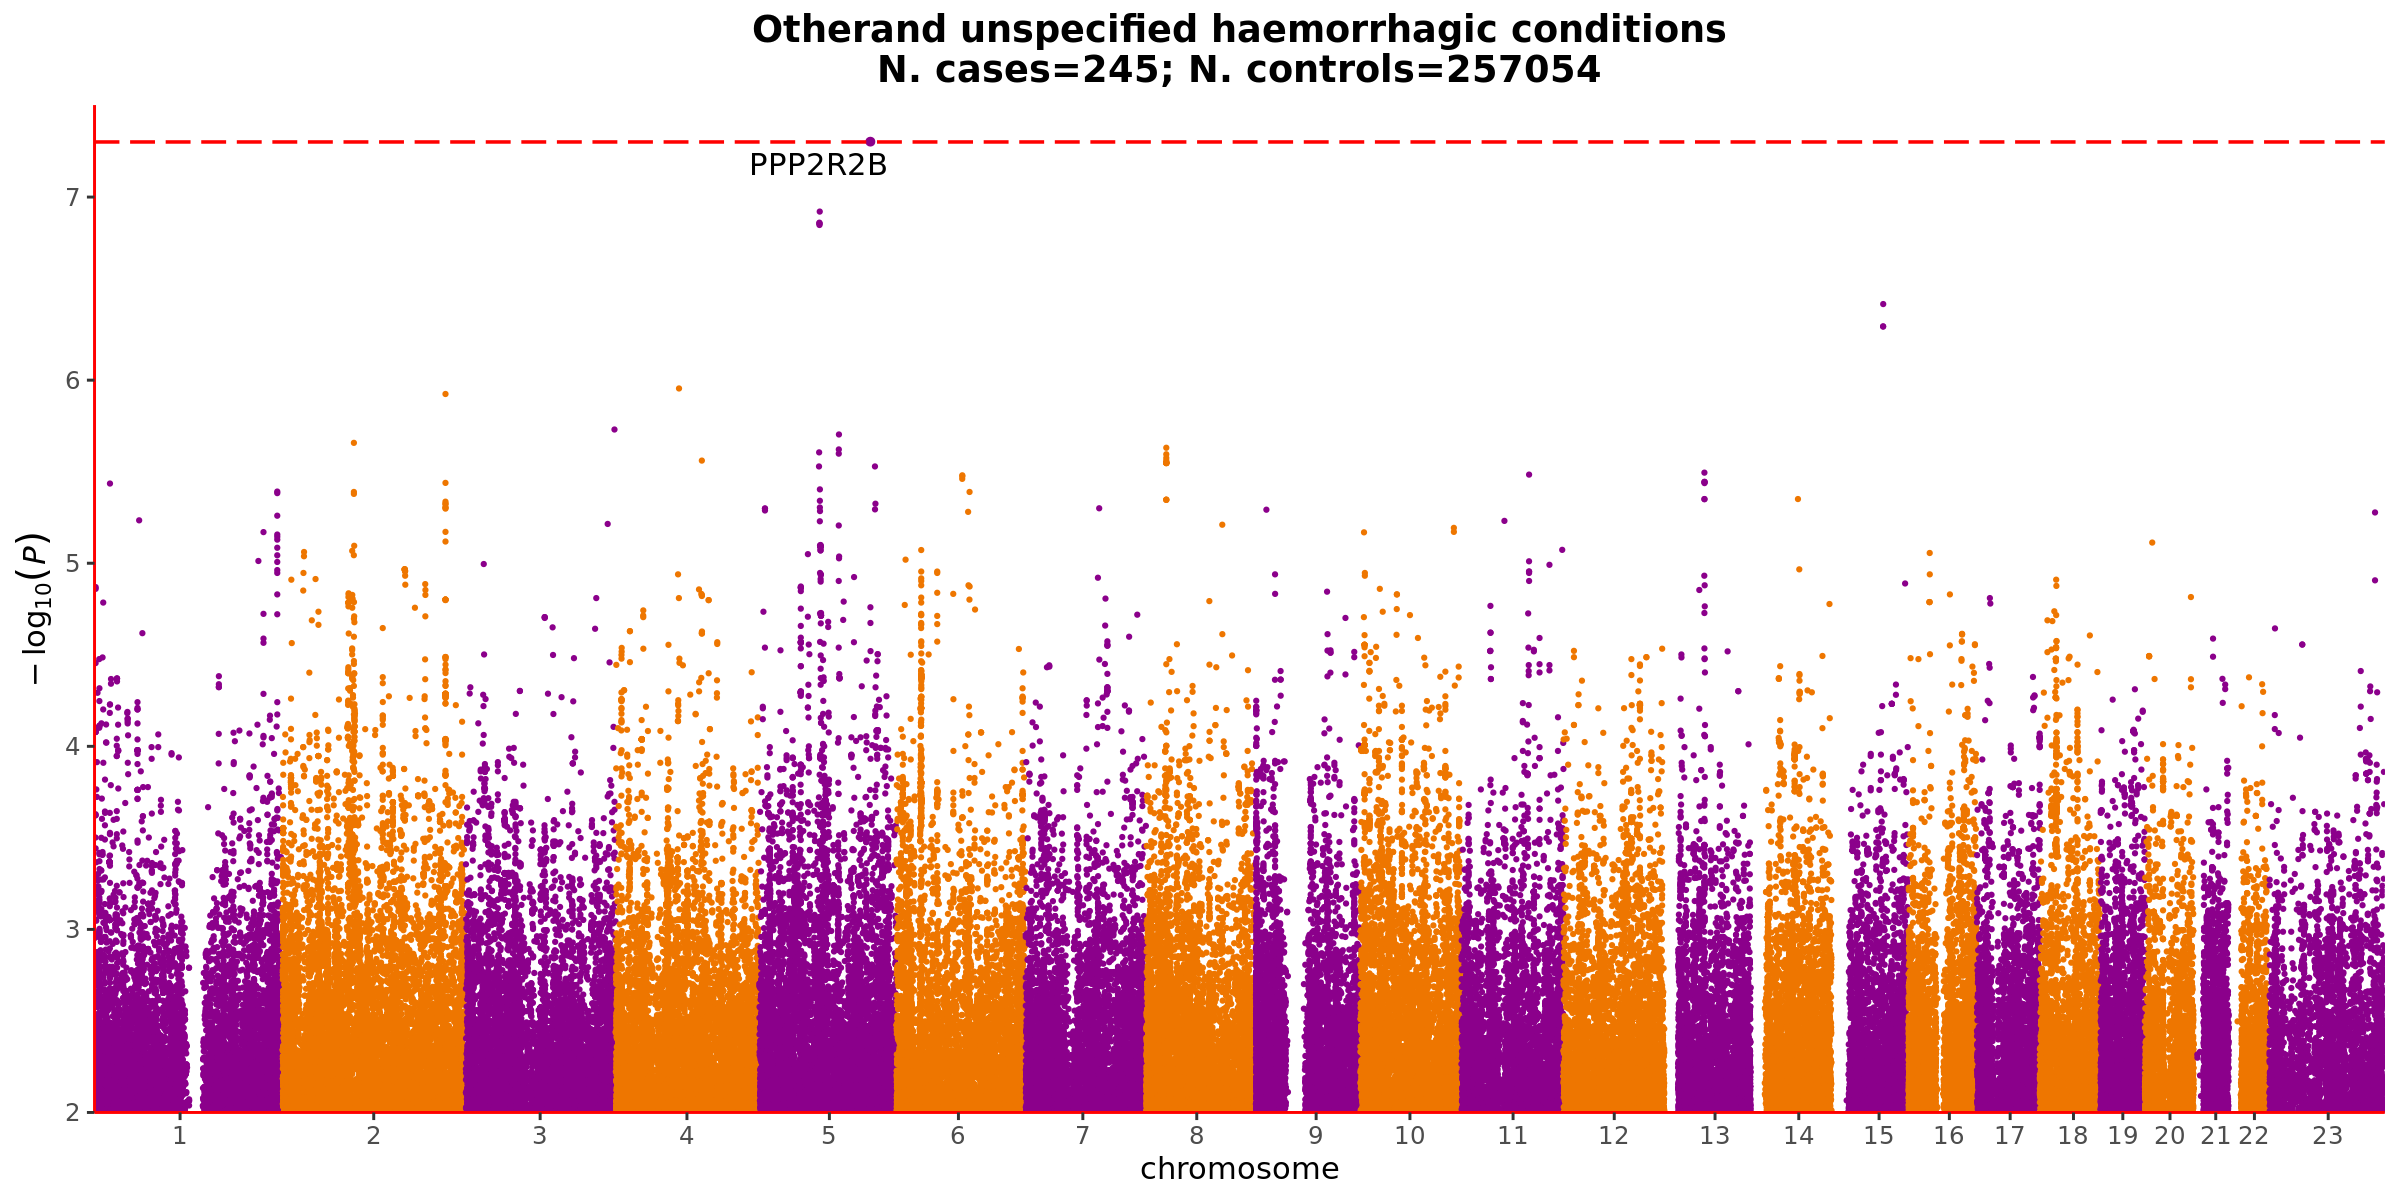 Otherand unspecified haemorrhagic conditions
N. cases=245; N. controls=257054
PPP2R2B
7
6
5
4
3
2
− log10(P)
1 2 3 4 5 6 7 8 9 10 11 12 13 14 15 16 17 18 19 20 21 22 23
chromosome